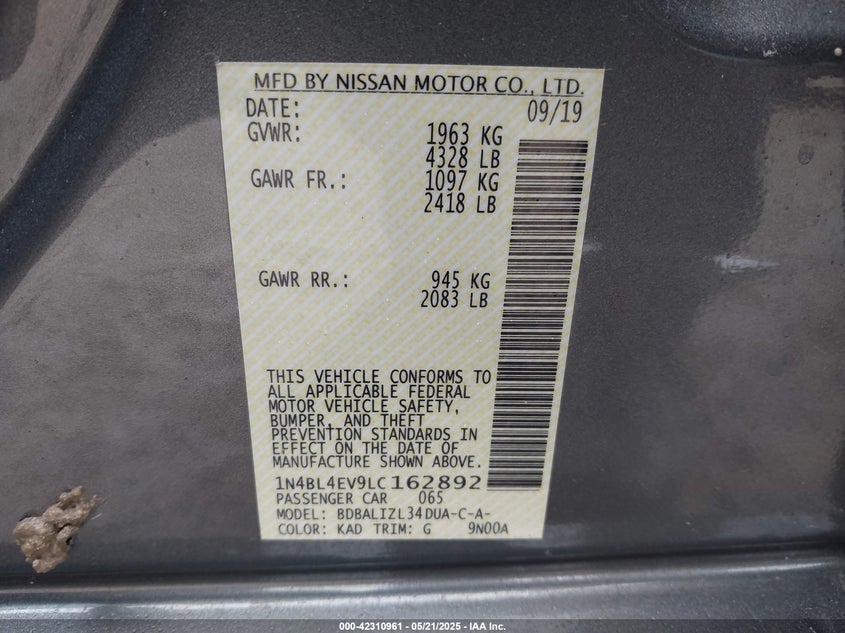 MFD BY NISSAN MOTOR CO., LTD.
DATE: 09/19
GVWR: 1963 KG
4328 LB
GAWR FR.: 1097 KG
2418 LB
GAWR RR.: 945 KG
2083 LB
THIS VEHICLE CONFORMS TO
ALL APPLICABLE FEDERAL
MOTOR VEHICLE SAFETY,
BUMPER, AND THEFT
PREVENTION STANDARDS IN
EFFECT ON THE DATE OF
MANUFACTURE SHOWN ABOVE.
1N4BL4EV9LC162892
PASSENGER CAR 065
MODEL: BDBALIZL34DUA-C-A-
COLOR: KAD TRIM: G 9N00A
000-42310961 - 05/21/2025 - IAA Inc.